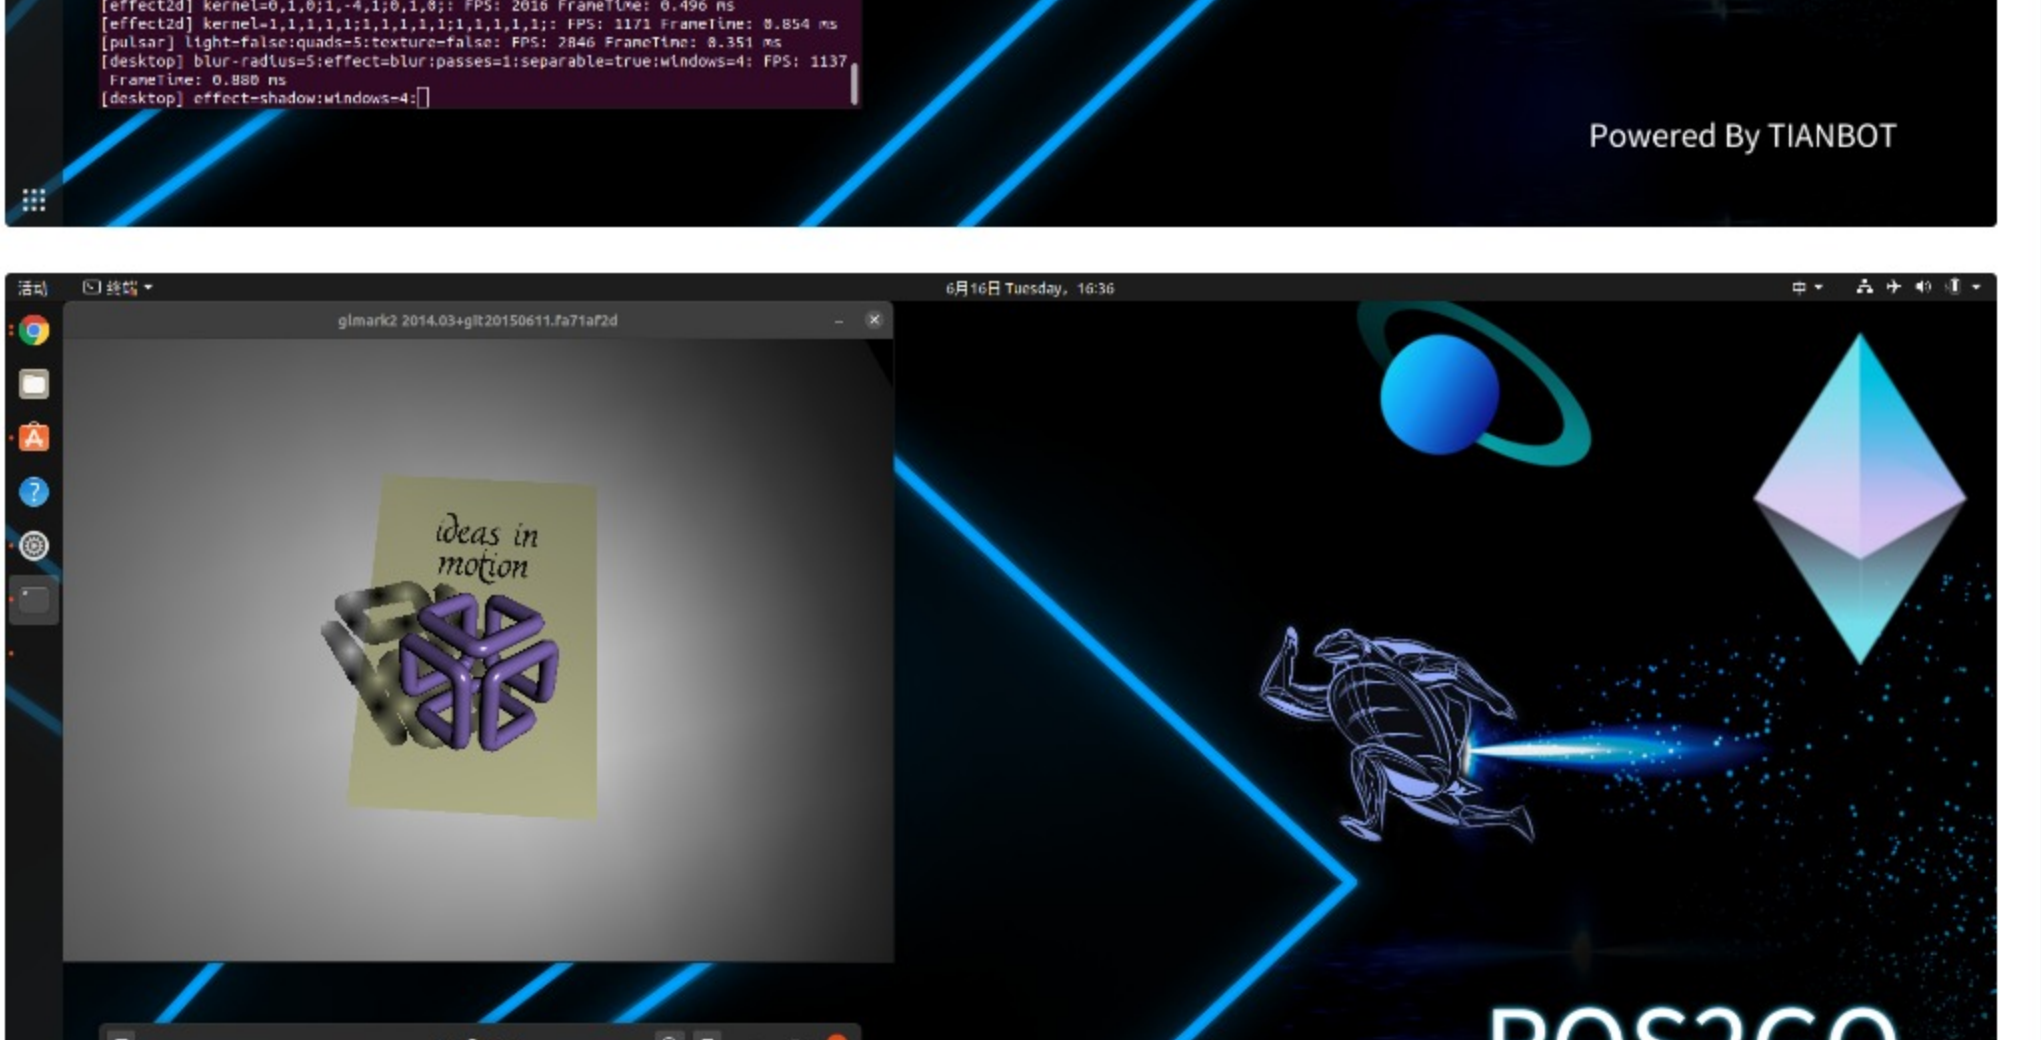 [effect2d] kernel=0,1,0;1,-4,1;0,1,0;: FPS: 2016 FrameTime: 0.496 ms
[effect2d] kernel=1,1,1,1,1;1,1,1,1,1;1,1,1,1,1;: FPS: 1171 FrameTime: 0.854 ms
[pulsar] light=false:quads=5:texture=false: FPS: 2846 FrameTime: 0.351 ms
[desktop] blur-radius=5:effect=blur:passes=1:separable=true:windows=4: FPS: 1137
FrameTime: 0.880 ms
[desktop] effect=shadow:windows=4:
Powered By TIANBOT
活动 终端 6月16日 Tuesday, 16:36 中
glmark2 2014.03+git20150611.fa71af2d
ideas in
motion
ROS2GO